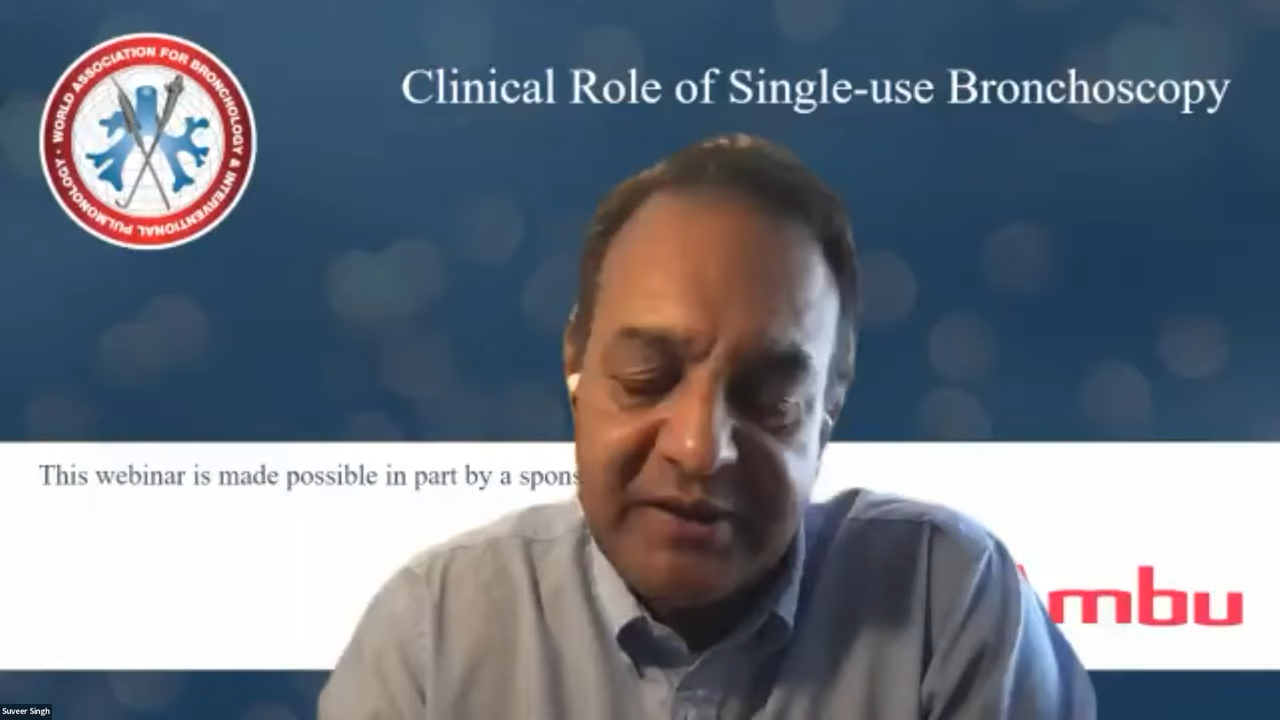 WORLD ASSOCIATION FOR BRONCHOLOGY & INTERVENTIONAL PULMONOLOGY
Clinical Role of Single-use Bronchoscopy
This webinar is made possible in part by a spons
mbu
Suveer Singh